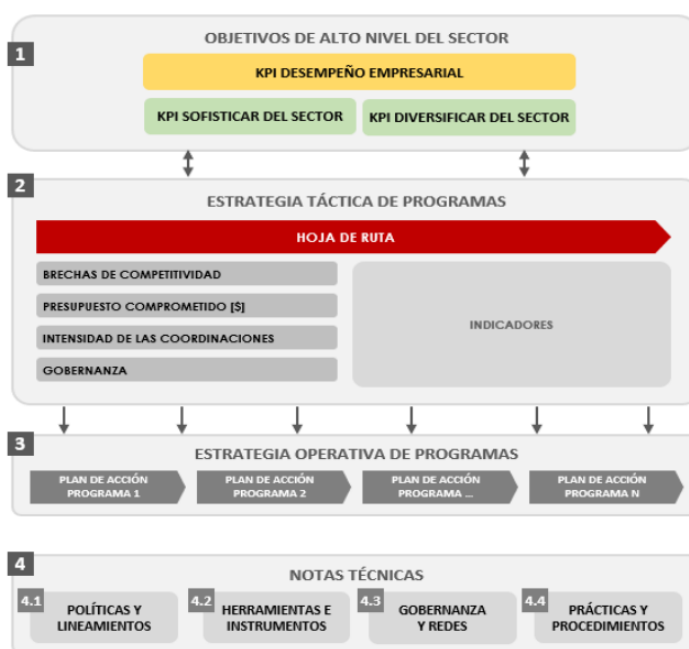 1
OBJETIVOS DE ALTO NIVEL DEL SECTOR
KPI DESEMPEÑO EMPRESARIAL
KPI SOFISTICAR DEL SECTOR
KPI DIVERSIFICAR DEL SECTOR
2
ESTRATEGIA TÁCTICA DE PROGRAMAS
HOJA DE RUTA
BRECHAS DE COMPETITIVIDAD
PRESUPUESTO COMPROMETIDO [$]
INTENSIDAD DE LAS COORDINACIONES
GOBERNANZA
INDICADORES
3
ESTRATEGIA OPERATIVA DE PROGRAMAS
PLAN DE ACCIÓN
PROGRAMA 1
PLAN DE ACCIÓN
PROGRAMA 2
PLAN DE ACCIÓN
PROGRAMA ...
PLAN DE ACCIÓN
PROGRAMA N
4
NOTAS TÉCNICAS
4.1
POLÍTICAS Y
LINEAMIENTOS
4.2
HERRAMIENTAS E
INSTRUMENTOS
4.3
GOBERNANZA
Y REDES
4.4
PRÁCTICAS Y
PROCEDIMIENTOS